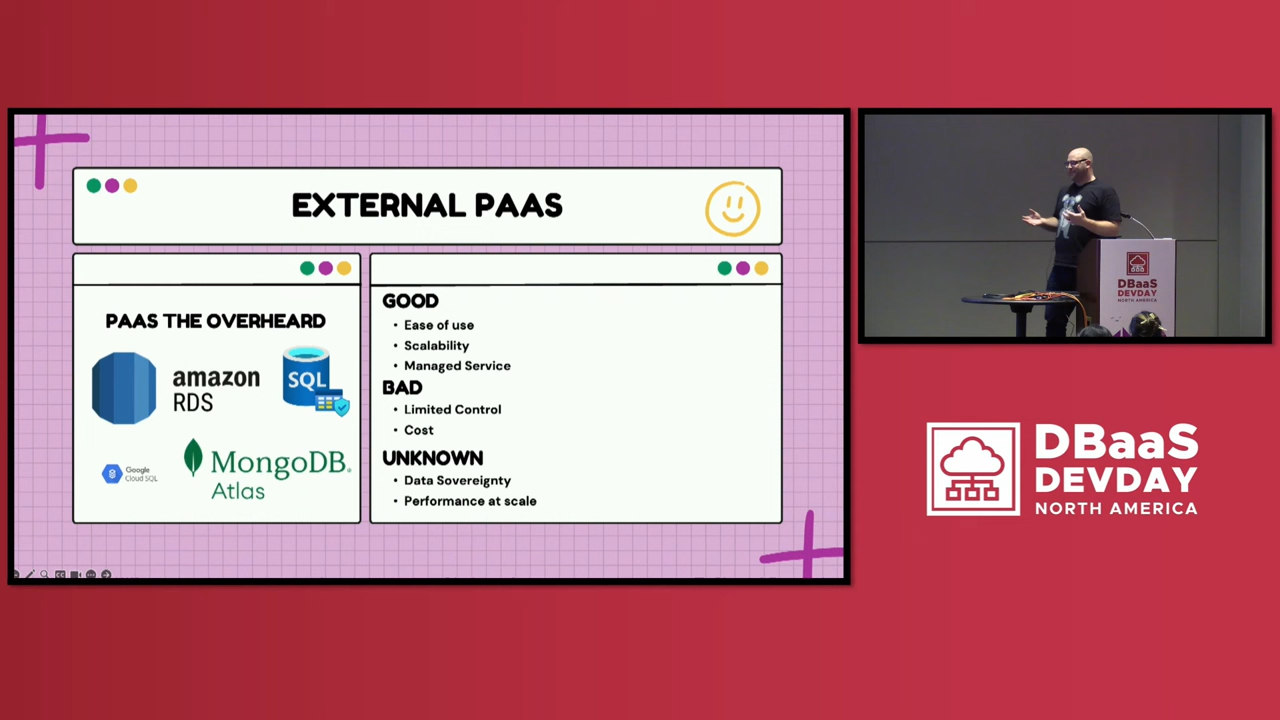 EXTERNAL PAAS
PAAS THE OVERHEARD
amazon
RDS
SQL
Google
Cloud SQL
MongoDB®
Atlas
GOOD
• Ease of use
• Scalability
• Managed Service
BAD
• Limited Control
• Cost
UNKNOWN
• Data Sovereignty
• Performance at scale
DBaaS
DEVDAY
NORTH AMERICA
DBaaS
DEVDAY
NORTH AMERICA